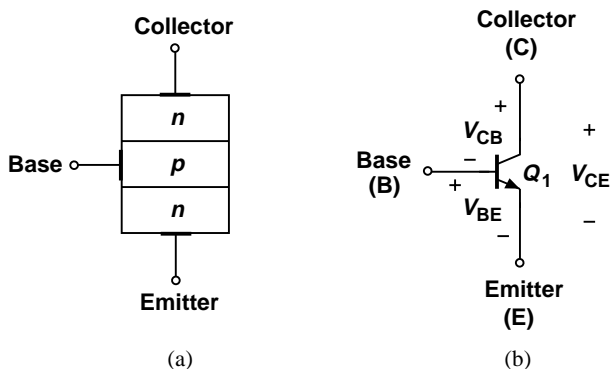 Collector
n
Base
p
n
Emitter
(a)
Collector
(C)
+
V CB
−
Base
(B)
+
Q 1
V BE
−
+
V CE
−
Emitter
(E)
(b)